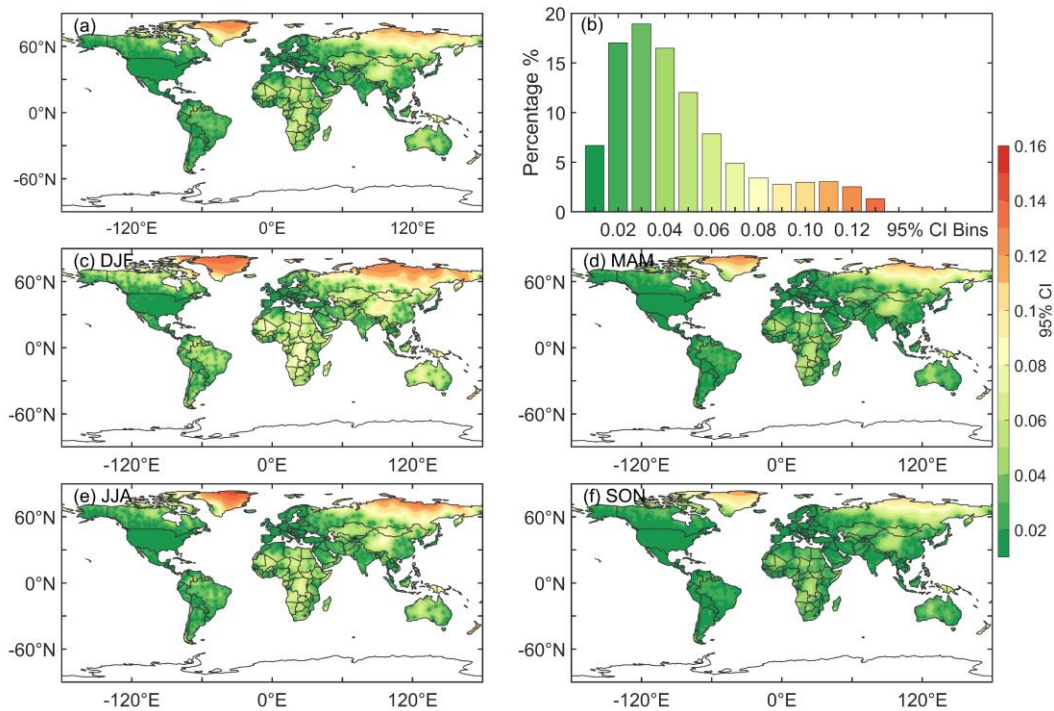 (a)
60°N
0°N
-60°N
-120°E 0°E 120°E
(b)
Percentage %
20
15
10
5
0
0.02 0.04 0.06 0.08 0.10 0.12 95% CI Bins
(c) DJF
60°N
0°N
-60°N
-120°E 0°E 120°E
(d) MAM
60°N
0°N
-60°N
-120°E 0°E 120°E
(e) JJA
60°N
0°N
-60°N
-120°E 0°E 120°E
(f) SON
60°N
0°N
-60°N
-120°E 0°E 120°E
0.16
0.14
0.12
0.1
0.08
0.06
0.04
0.02
95% CI